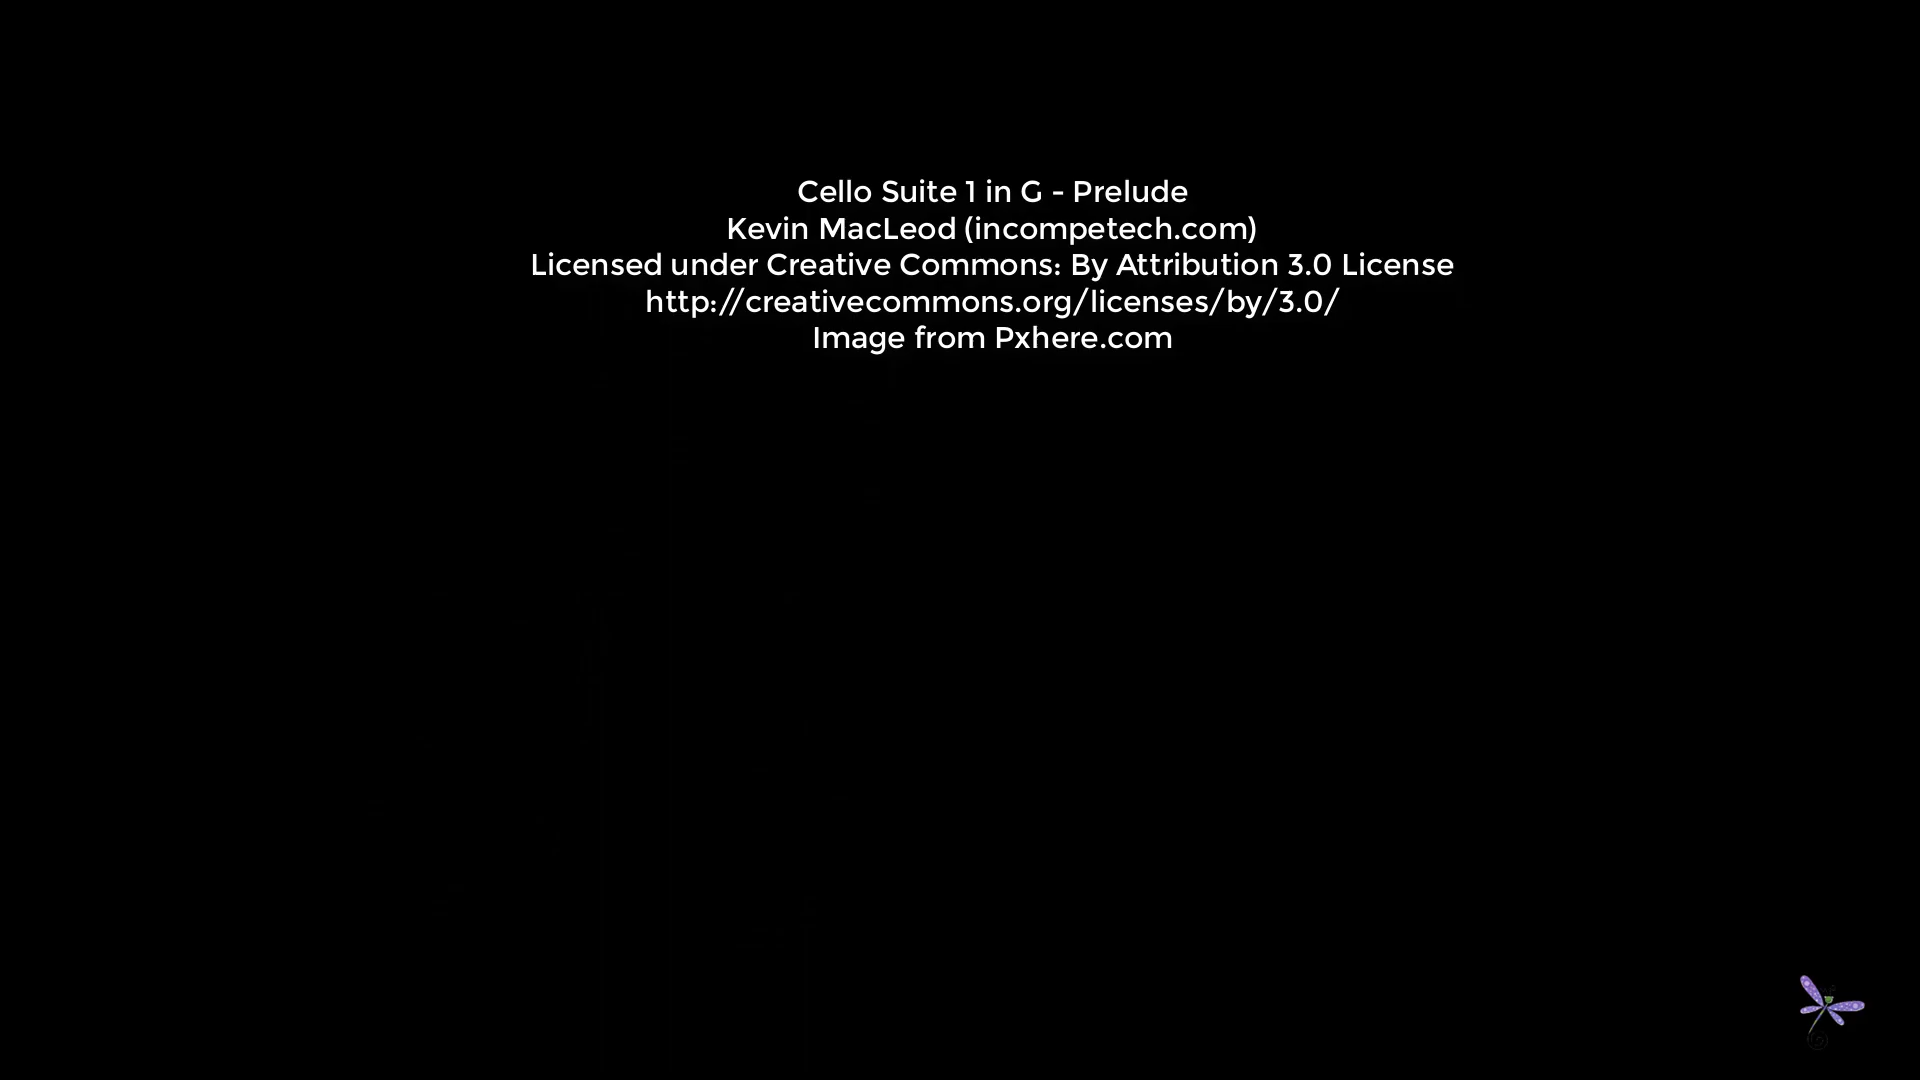 Cello Suite 1 in G - Prelude
Kevin MacLeod (incompetech.com)
Licensed under Creative Commons: By Attribution 3.0 License
http://creativecommons.org/licenses/by/3.0/
Image from Pxhere.com